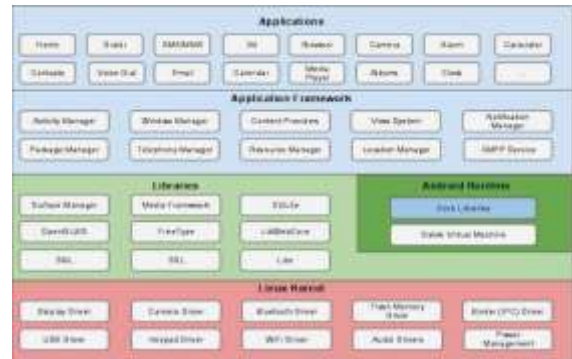 Applications
Home
Dialer
SMS/MMS
IM
Browser
Camera
Alarm
Calculator
Contacts
Voice Dial
Email
Calendar
Media
Player
Albums
Clock
...
Application Framework
Activity Manager
Window Manager
Content Providers
View System
Notification
Manager
Package Manager
Telephony Manager
Resource Manager
Location Manager
XMPP Service
Libraries
Android Runtime
Surface Manager
Media Framework
SQLite
Core Libraries
OpenGL|ES
FreeType
LibWebCore
Dalvik Virtual Machine
SGL
SSL
Libc
Linux Kernel
Display Driver
Camera Driver
Bluetooth Driver
Flash Memory
Driver
Binder (IPC) Driver
USB Driver
Keypad Driver
WiFi Driver
Audio Drivers
Power
Management